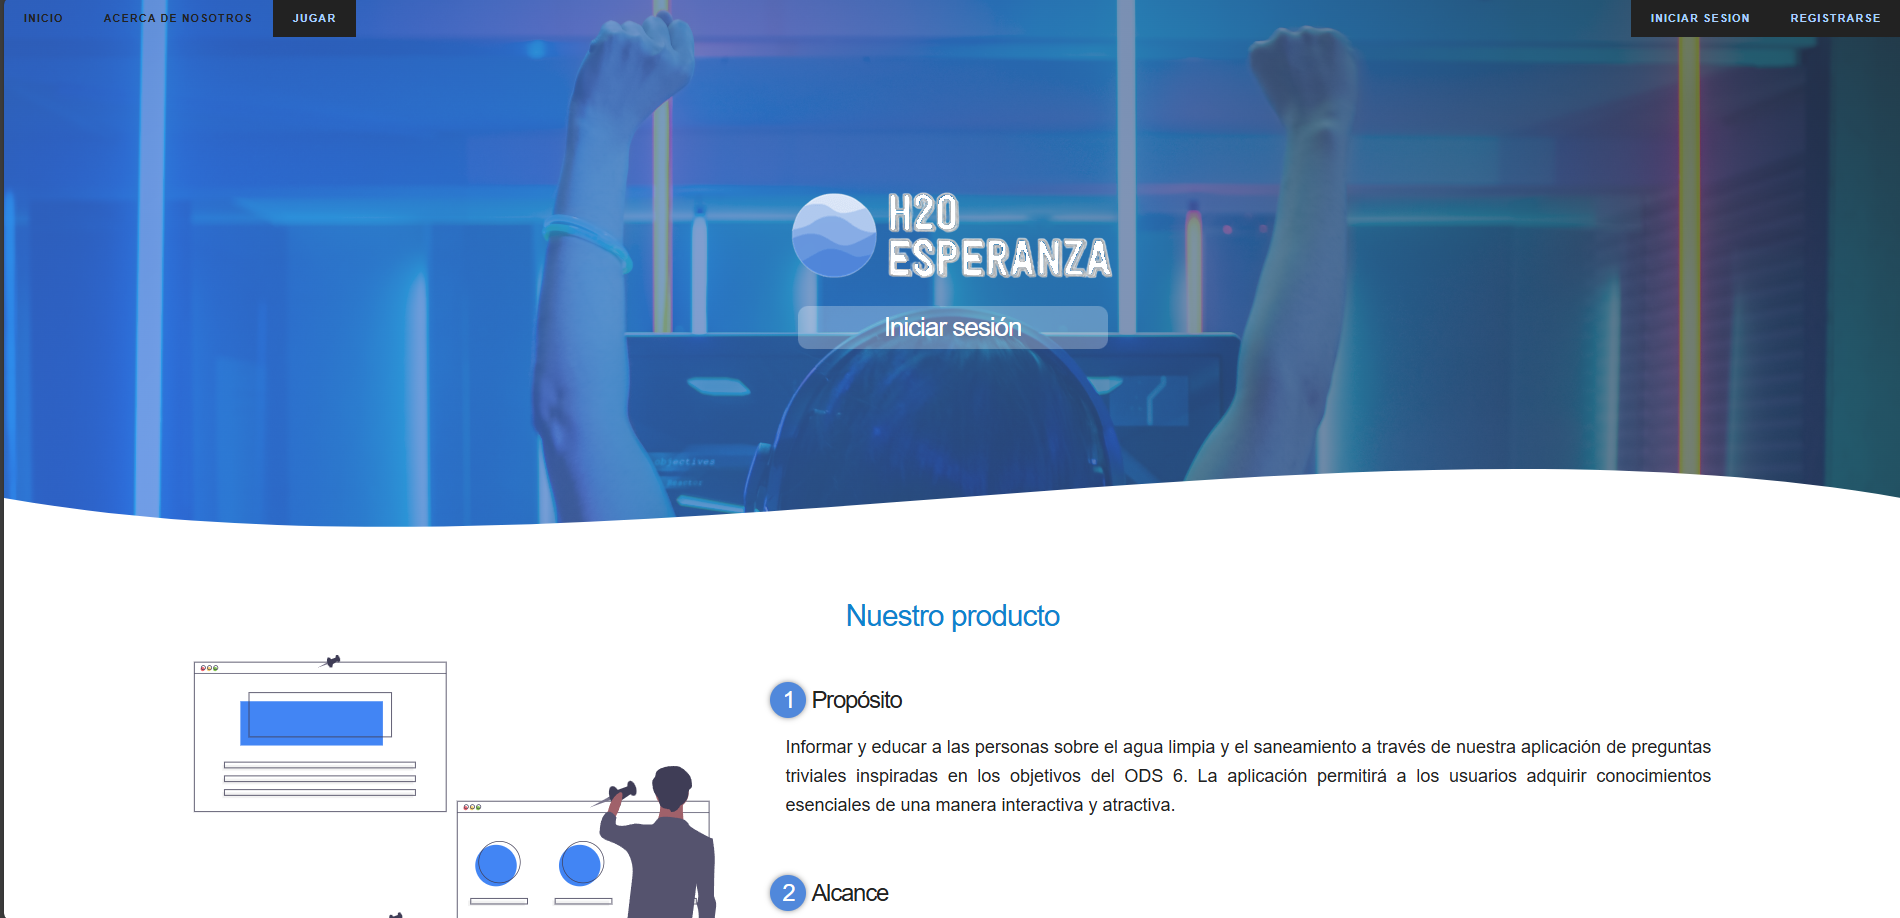 INICIO
ACERCA DE NOSOTROS
JUGAR
INICIAR SESION
REGISTRARSE
H2O
ESPERANZA
Iniciar sesión
objectives
Nuestro producto
1 Propósito
Informar y educar a las personas sobre el agua limpia y el saneamiento a través de nuestra aplicación de preguntas
triviales inspiradas en los objetivos del ODS 6. La aplicación permitirá a los usuarios adquirir conocimientos
esenciales de una manera interactiva y atractiva.
2 Alcance